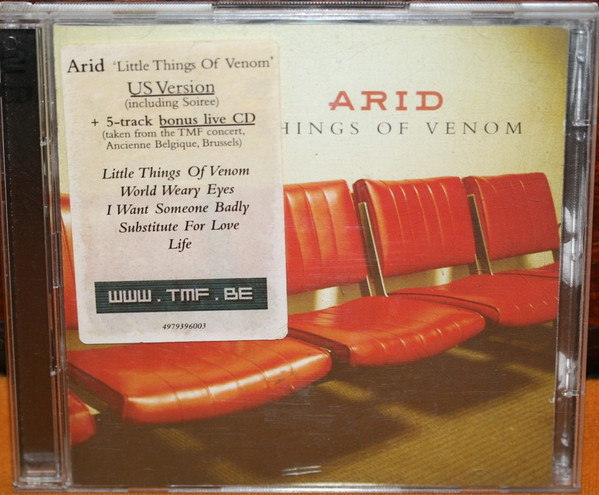 Arid 'Little Things Of Venom'
US Version
(including Soiree)
+ 5-track bonus live CD
(taken from the TMF concert,
Ancienne Belgique, Brussels)
Little Things Of Venom
World Weary Eyes
I Want Someone Badly
Substitute For Love
Life
WWW.TMF.BE
4979396003
ARID
HINGS OF VENOM